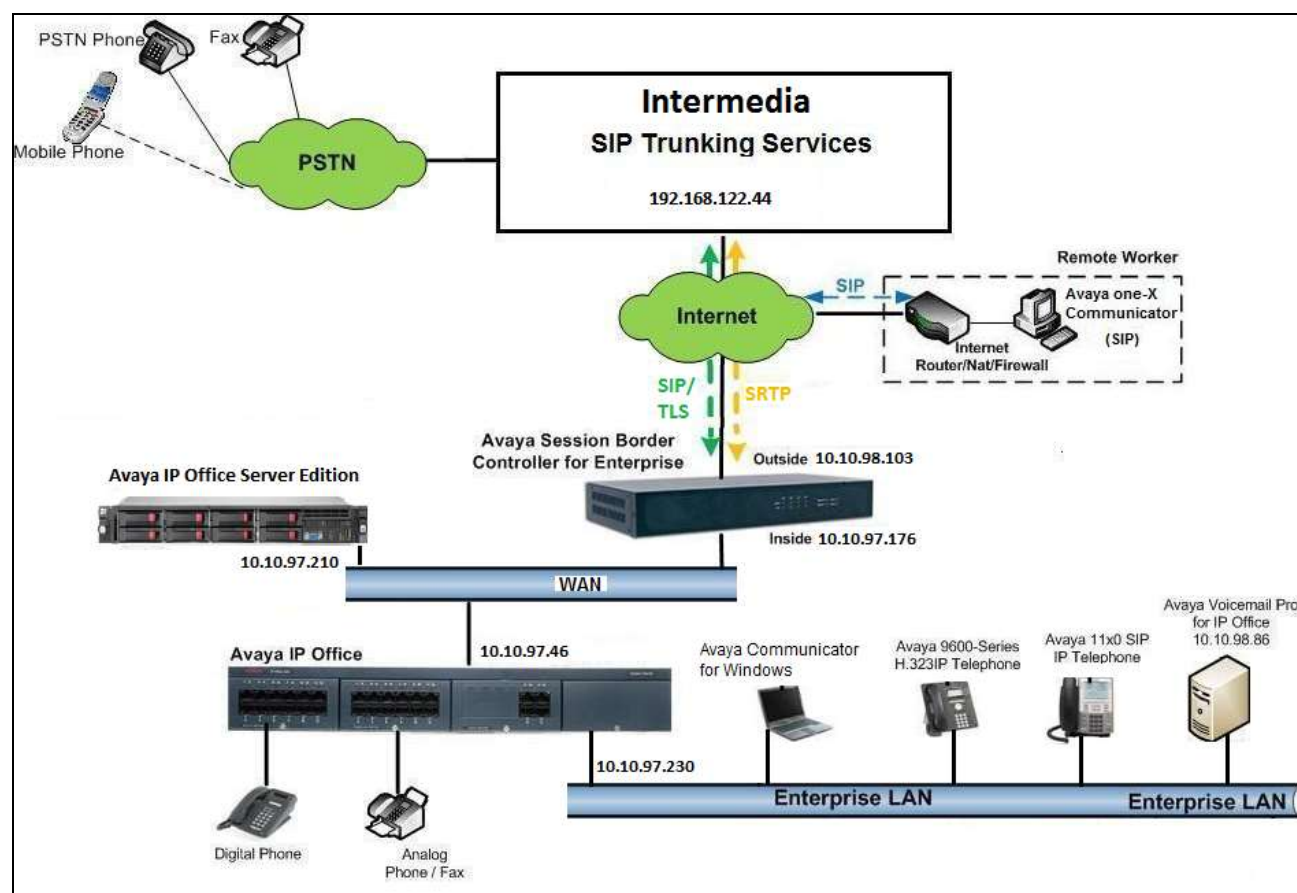 PSTN Phone
Fax
Mobile Phone
PSTN
Intermedia
SIP Trunking Services
192.168.122.44
Remote Worker
SIP
Avaya one-X
Communicator
(SIP)
Internet
Internet
Router/Nat/Firewall
SIP/
TLS
SRTP
Avaya Session Border
Controller for Enterprise
Outside 10.10.98.103
Avaya IP Office Server Edition
Inside 10.10.97.176
10.10.97.210
WAN
Avaya IP Office
10.10.97.46
Avaya Communicator
for Windows
Avaya 9600-Series
H.323IP Telephone
Avaya 11x0 SIP
IP Telephone
Avaya Voicemail Pro
for IP Office
10.10.98.86
10.10.97.230
Enterprise LAN
Enterprise LAN
Digital Phone
Analog
Phone / Fax